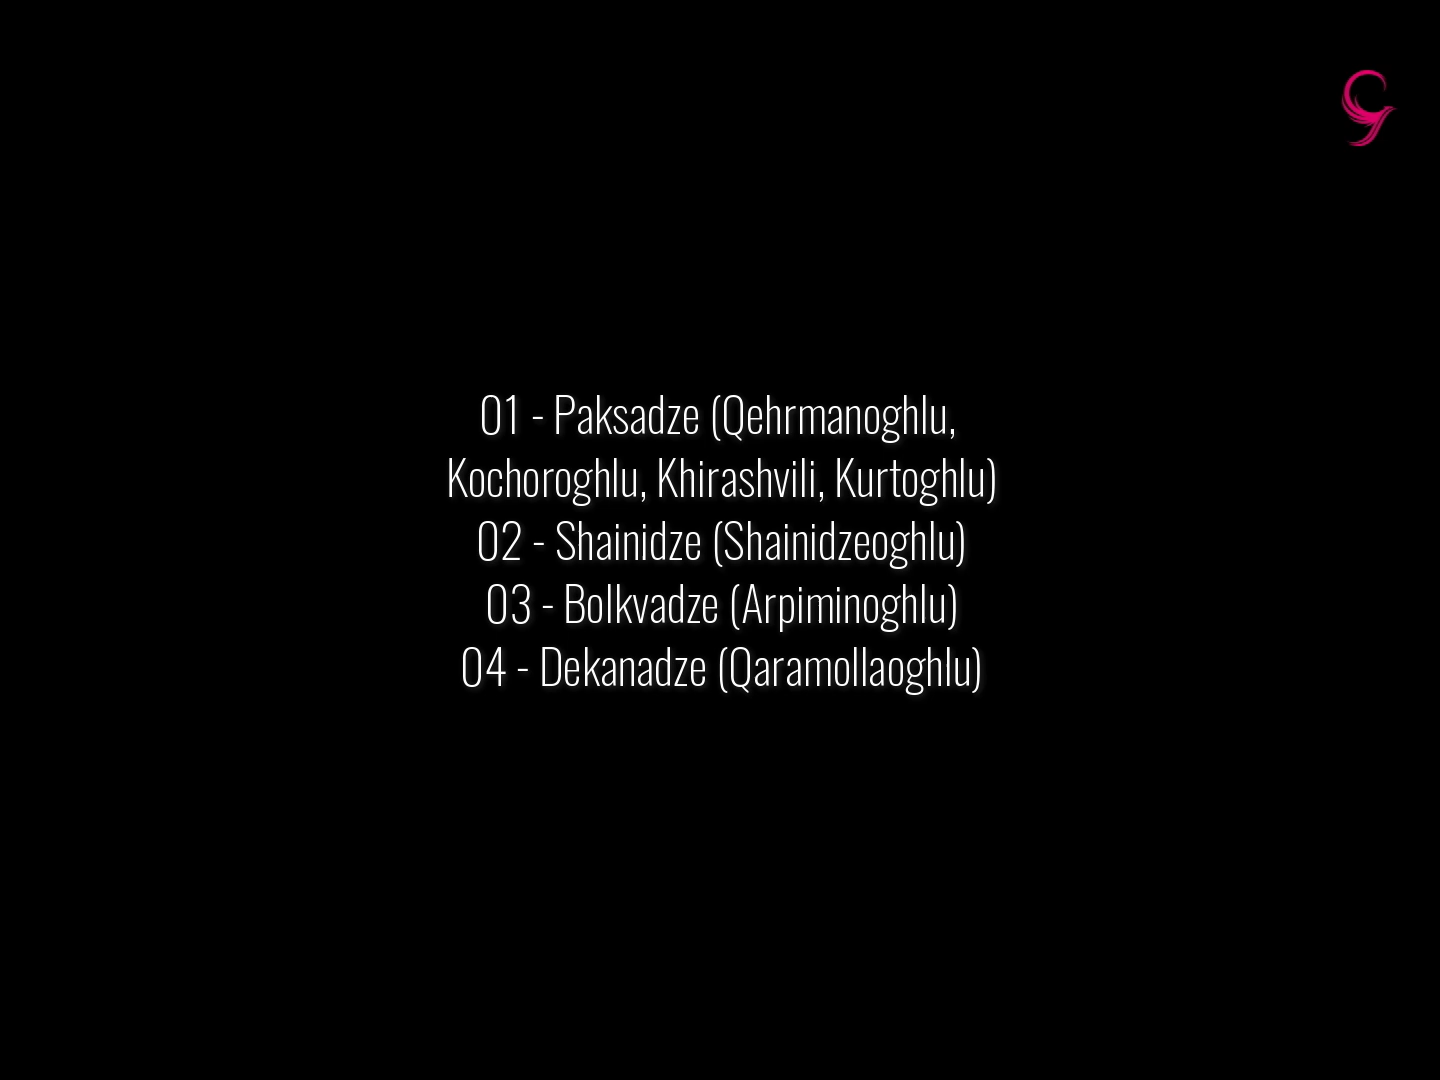 01 - Paksadze (Qehrmanoghlu,
Kochoroghlu, Khirashvili, Kurtoghlu)
02 - Shainidze (Shainidzeoghlu)
03 - Bolkvadze (Arpiminoghlu)
04 - Dekanadze (Qaramollaoghlu)